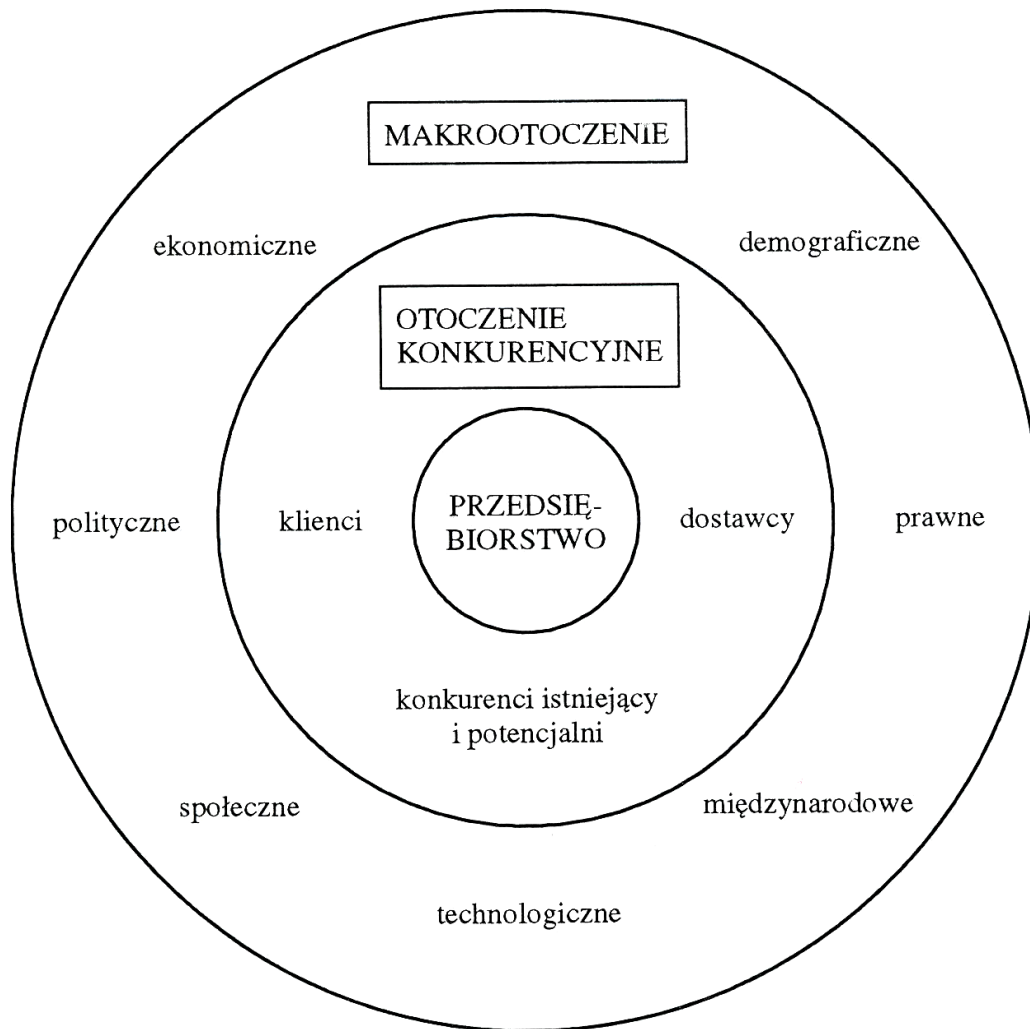 MAKROOTOCZENIE
ekonomiczne
demograficzne
OTOCZENIE
KONKURENCYJNE
polityczne
klienci
PRZEDSIĘ-
BIORSTWO
dostawcy
prawne
konkurenci istniejący
i potencjalni
społeczne
międzynarodowe
technologiczne